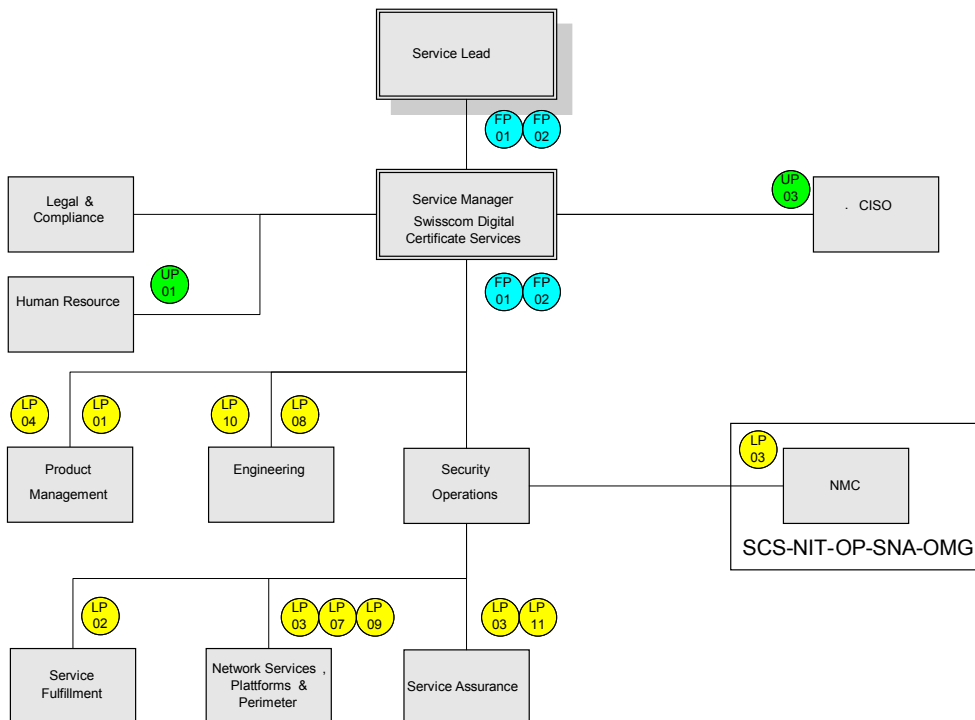 Service Lead
FP
01
FP
02
Legal &
Compliance
Service Manager
Swisscom Digital
Certificate Services
UP
03
. CISO
UP
01
Human Resource
FP
01
FP
02
LP
04
LP
01
LP
10
LP
08
Product
Management
Engineering
Security
Operations
LP
03
NMC
SCS-NIT-OP-SNA-OMG
LP
02
LP
03
LP
07
LP
09
LP
03
LP
11
Service
Fulfillment
Network Services ,
Plattforms &
Perimeter
Service Assurance